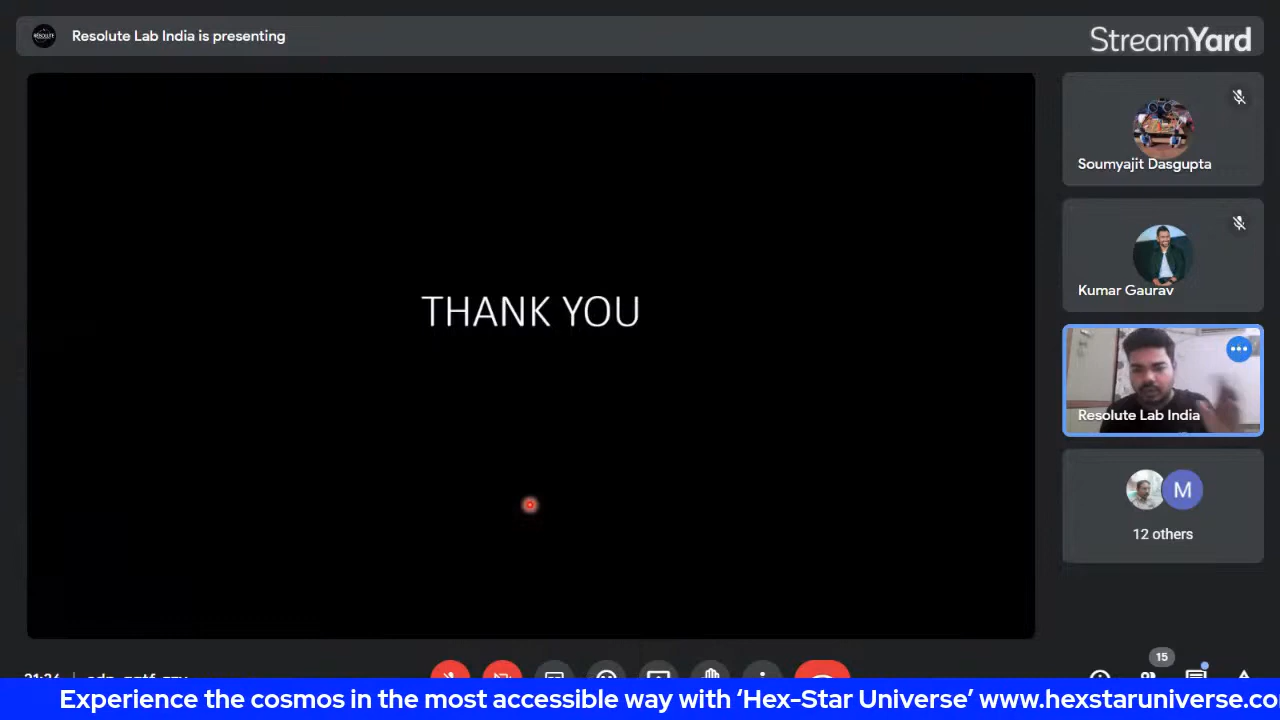 Resolute Lab India is presenting
StreamYard
Soumyajit Dasgupta
Kumar Gaurav
THANK YOU
Resolute Lab India
M
12 others
15
Experience the cosmos in the most accessible way with ‘Hex-Star Universe’ www.hexstaruniverse.co